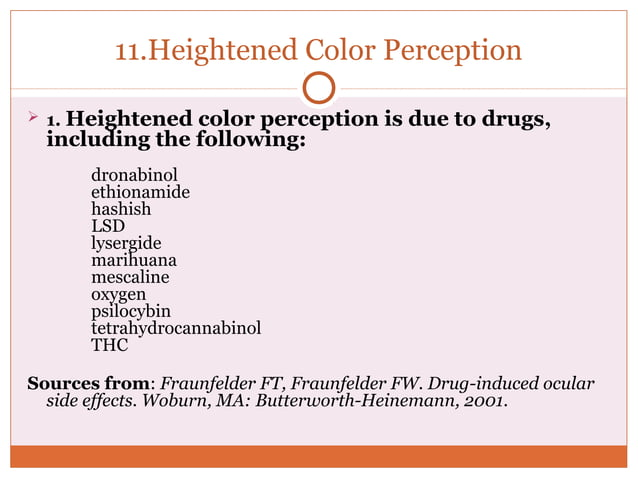 11.Heightened Color Perception
➢ 1. Heightened color perception is due to drugs,
including the following:
dronabinol
ethionamide
hashish
LSD
lysergide
marihuana
mescaline
oxygen
psilocybin
tetrahydrocannabinol
THC
Sources from: Fraunfelder FT, Fraunfelder FW. Drug-induced ocular
side effects. Woburn, MA: Butterworth-Heinemann, 2001.